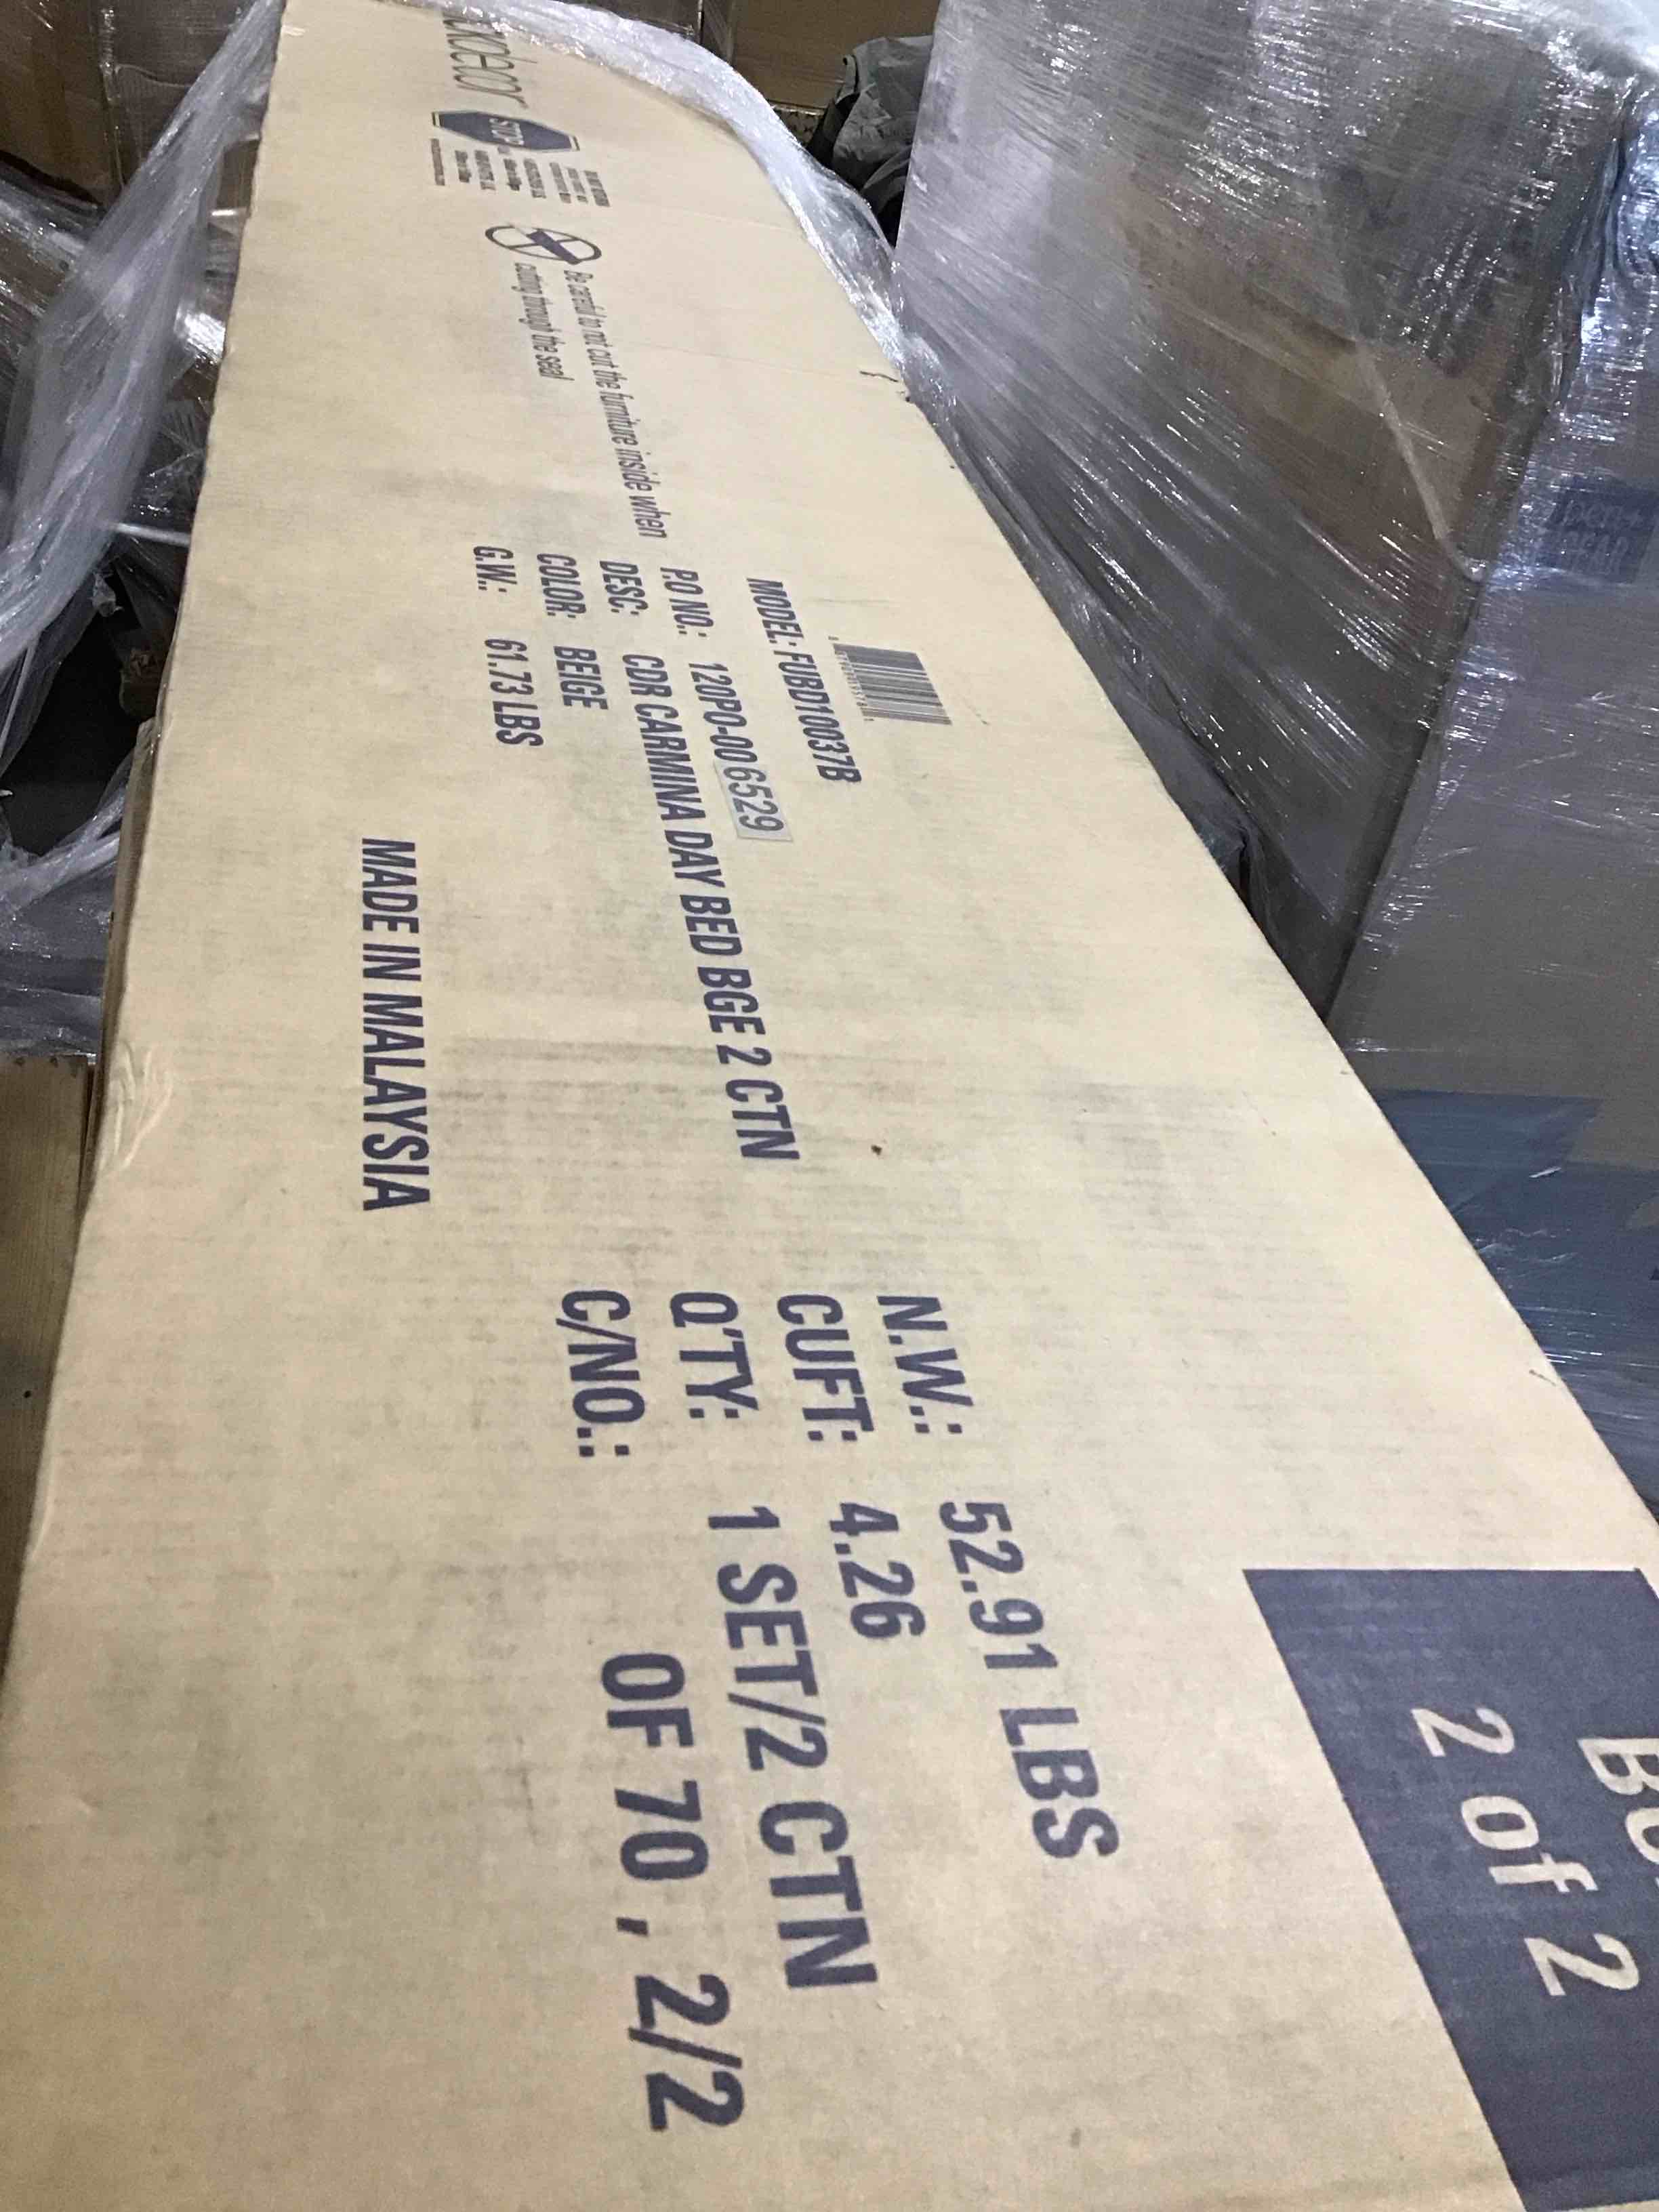 STOP
Be careful to not cut the furniture inside when
cutting through the seal
MODEL: FUBD10037B
P.O NO.: 120PO-006529
DESC: CDR CARMINA DAY BED BGE 2 CTN
COLOR: BEIGE
G.W.: 61.73 LBS
MADE IN MALAYSIA
N.W.: 52.91 LBS
CUFT: 4.26
Q'TY: 1 SET/2 CTN
C/NO.: OF 70 , 2/2
2 of 2